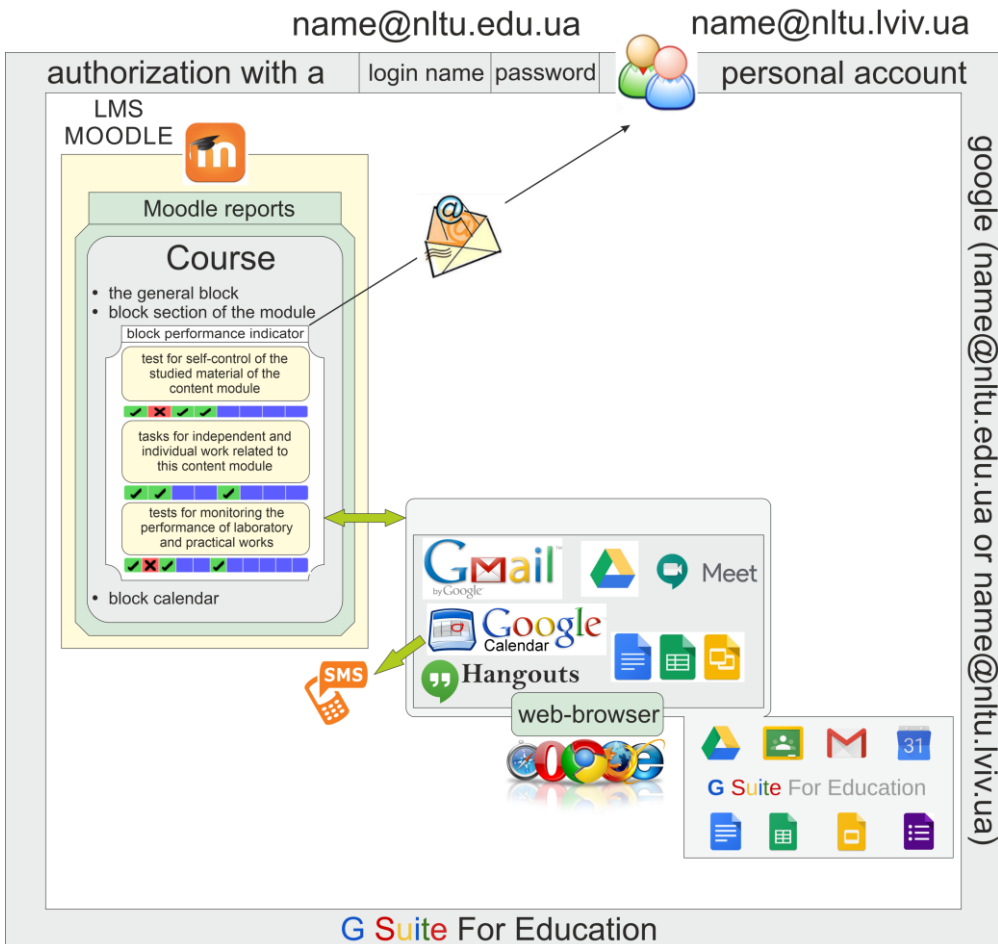 name@nltu.edu.ua
name@nltu.lviv.ua
authorization with a
login name
password
personal account
LMS
MOODLE
m
Moodle reports
Course
• the general block
• block section of the module
block performance indicator
test for self-control of the
studied material of the
content module
tasks for independent and
individual work related to
this content module
tests for monitoring the
performance of laboratory
and practical works
• block calendar
@
Gmail™
by Google
Meet
Google
Calendar
Hangouts
SMS
web-browser
31
G Suite For Education
google (name@nltu.edu.ua or name@nltu.lviv.ua)
G Suite For Education